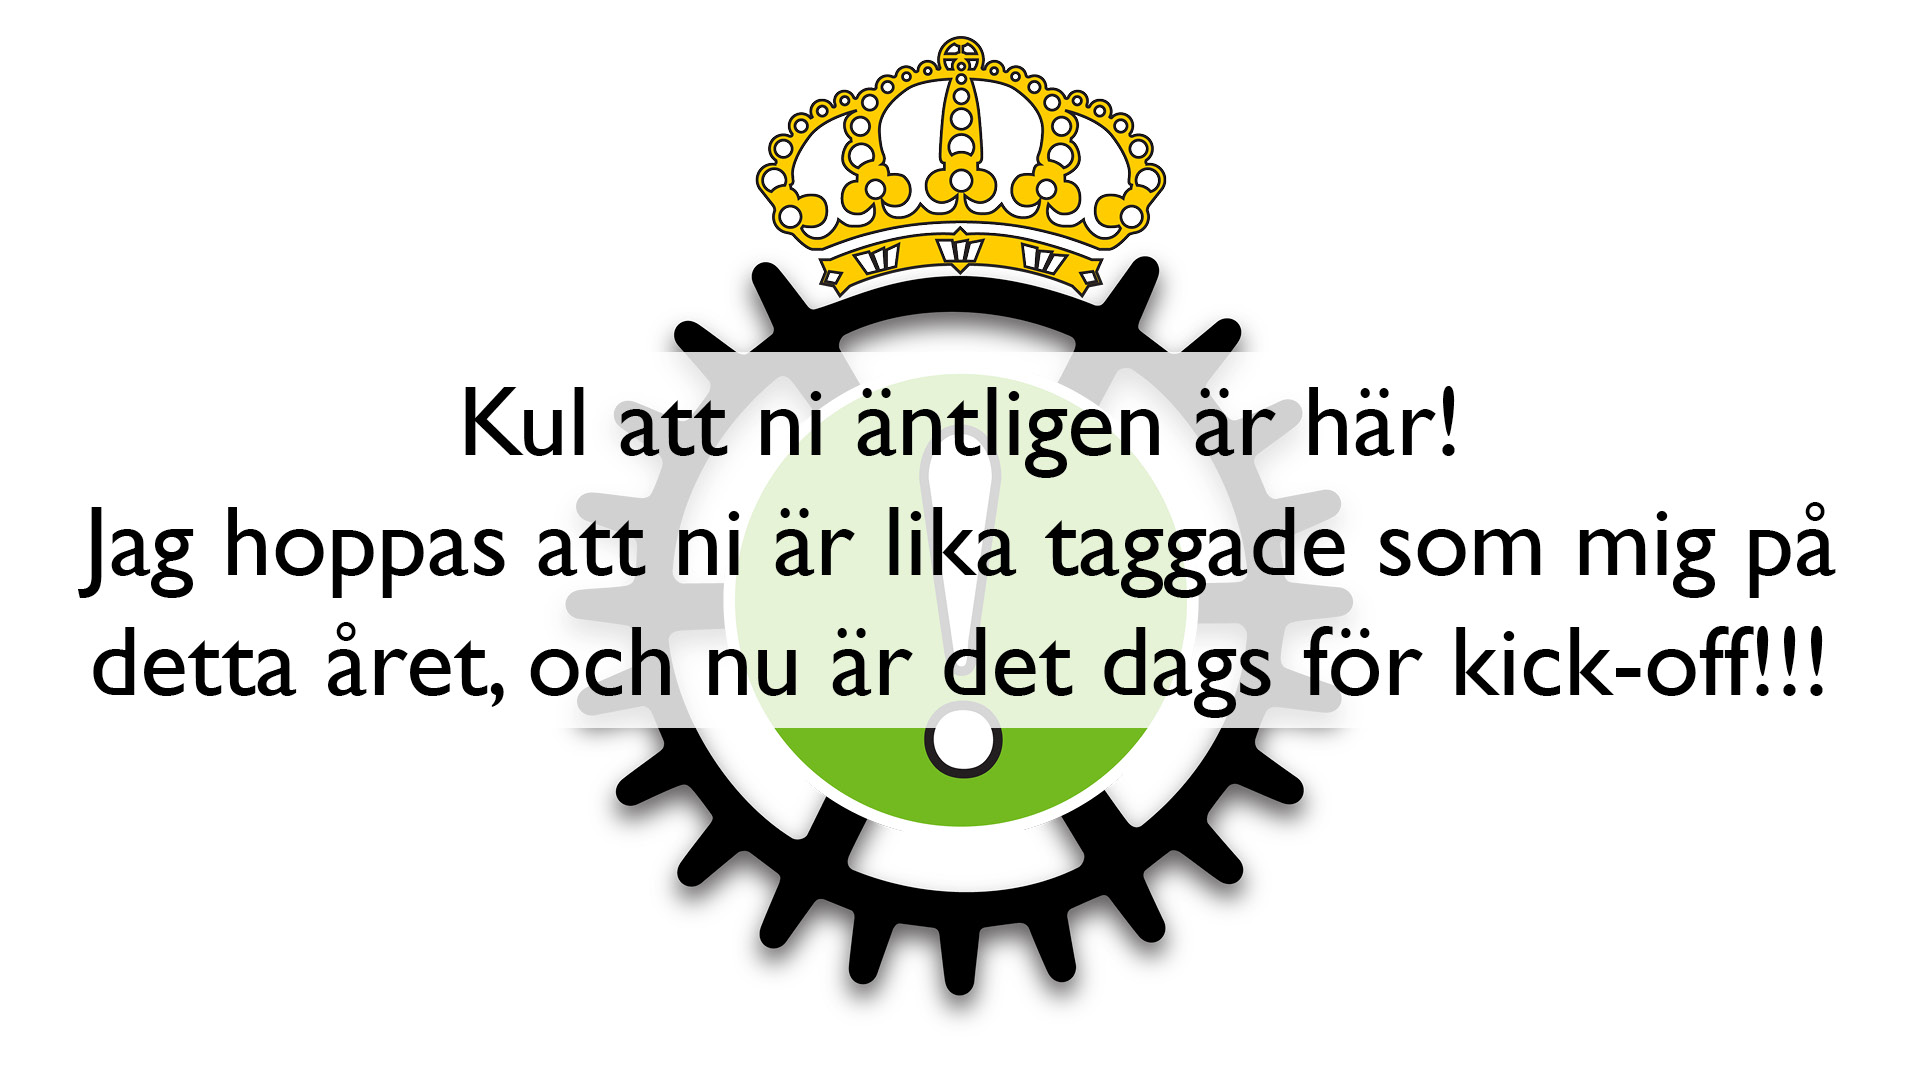 Kul att ni äntligen är här!
Jag hoppas att ni är lika taggade som mig på
detta året, och nu är det dags för kick-off!!!